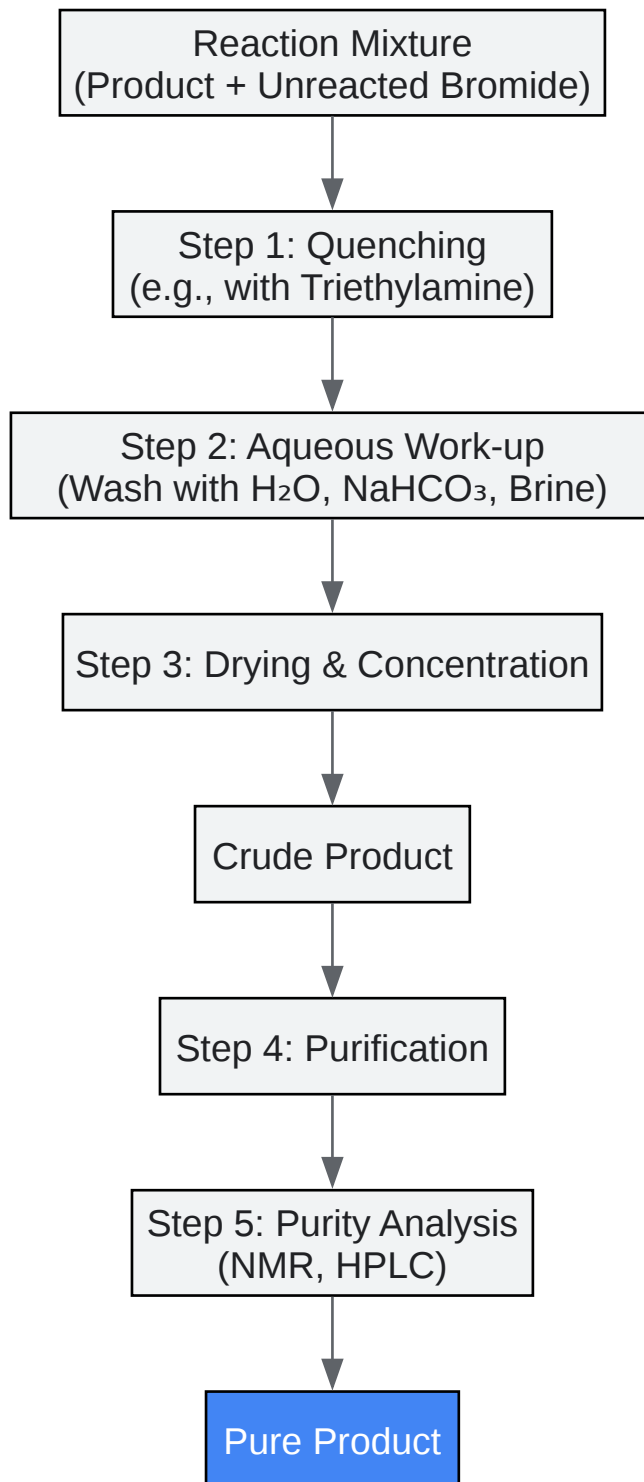 Reaction Mixture
(Product + Unreacted Bromide)
Step 1: Quenching
(e.g., with Triethylamine)
Step 2: Aqueous Work-up
(Wash with H₂O, NaHCO₃, Brine)
Step 3: Drying & Concentration
Crude Product
Step 4: Purification
Step 5: Purity Analysis
(NMR, HPLC)
Pure Product